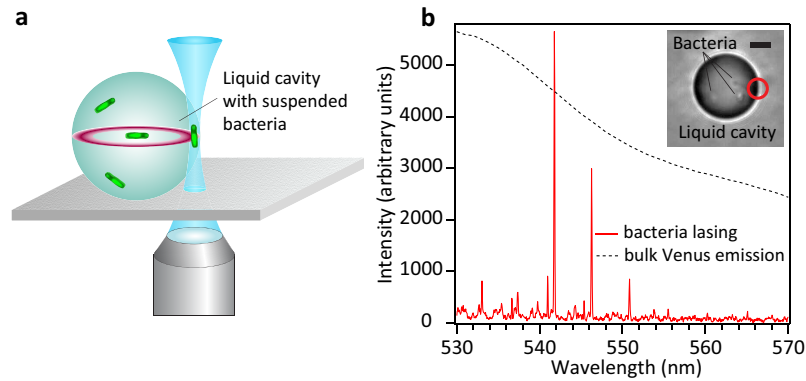 a
Liquid cavity
with suspended
bacteria
b
Intensity (arbitrary units)
5000
4000
3000
2000
1000
0
Bacteria
Liquid cavity
bacteria lasing
bulk Venus emission
530
540
550
560
570
Wavelength (nm)